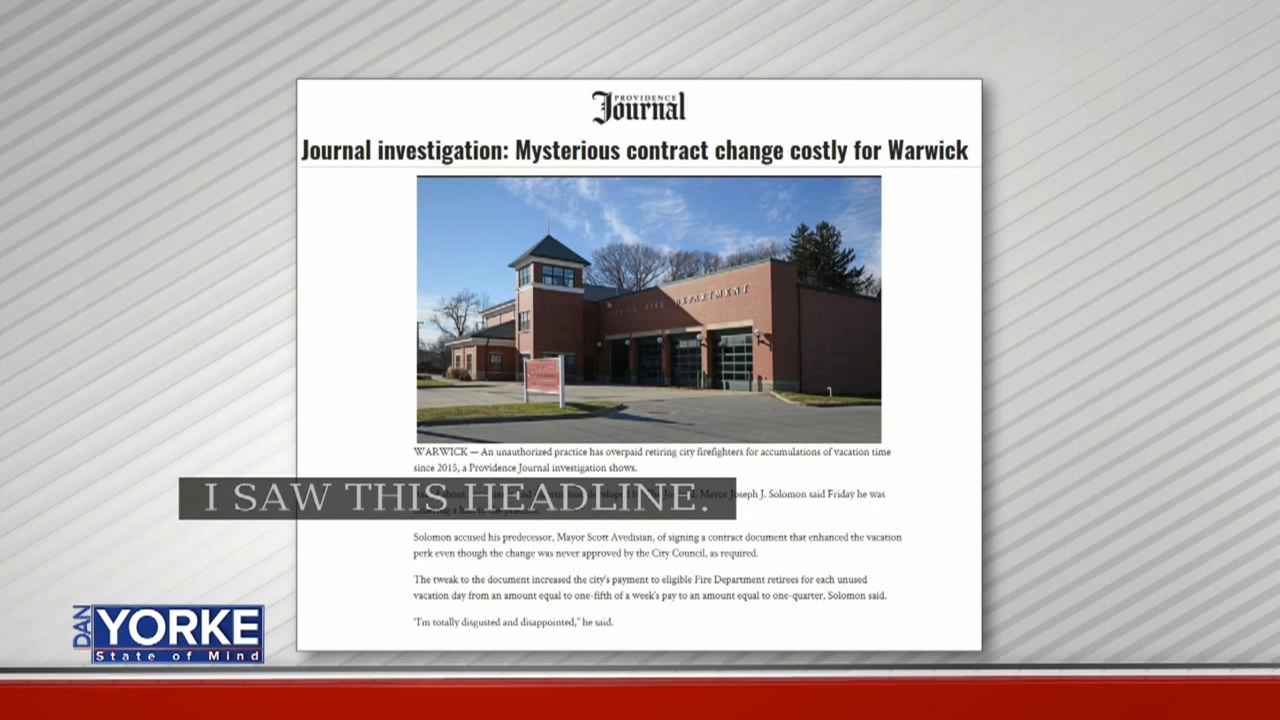 PROVIDENCE
Journal
Journal investigation: Mysterious contract change costly for Warwick
FIRE DEPARTMENT
WARWICK — An unauthorized practice has overpaid retiring city firefighters for accumulations of vacation time
since 2015, a Providence Journal investigation shows.
I SAW THIS HEADLINE.
Mayor Joseph J. Solomon said Friday he was
Solomon accused his predecessor, Mayor Scott Avedisian, of signing a contract document that enhanced the vacation
perk even though the change was never approved by the City Council, as required.
The tweak to the document increased the city's payment to eligible Fire Department retirees for each unused
vacation day from an amount equal to one-fifth of a week's pay to an amount equal to one-quarter, Solomon said.
"I'm totally disgusted and disappointed," he said.
DAN
YORKE
State of Mind